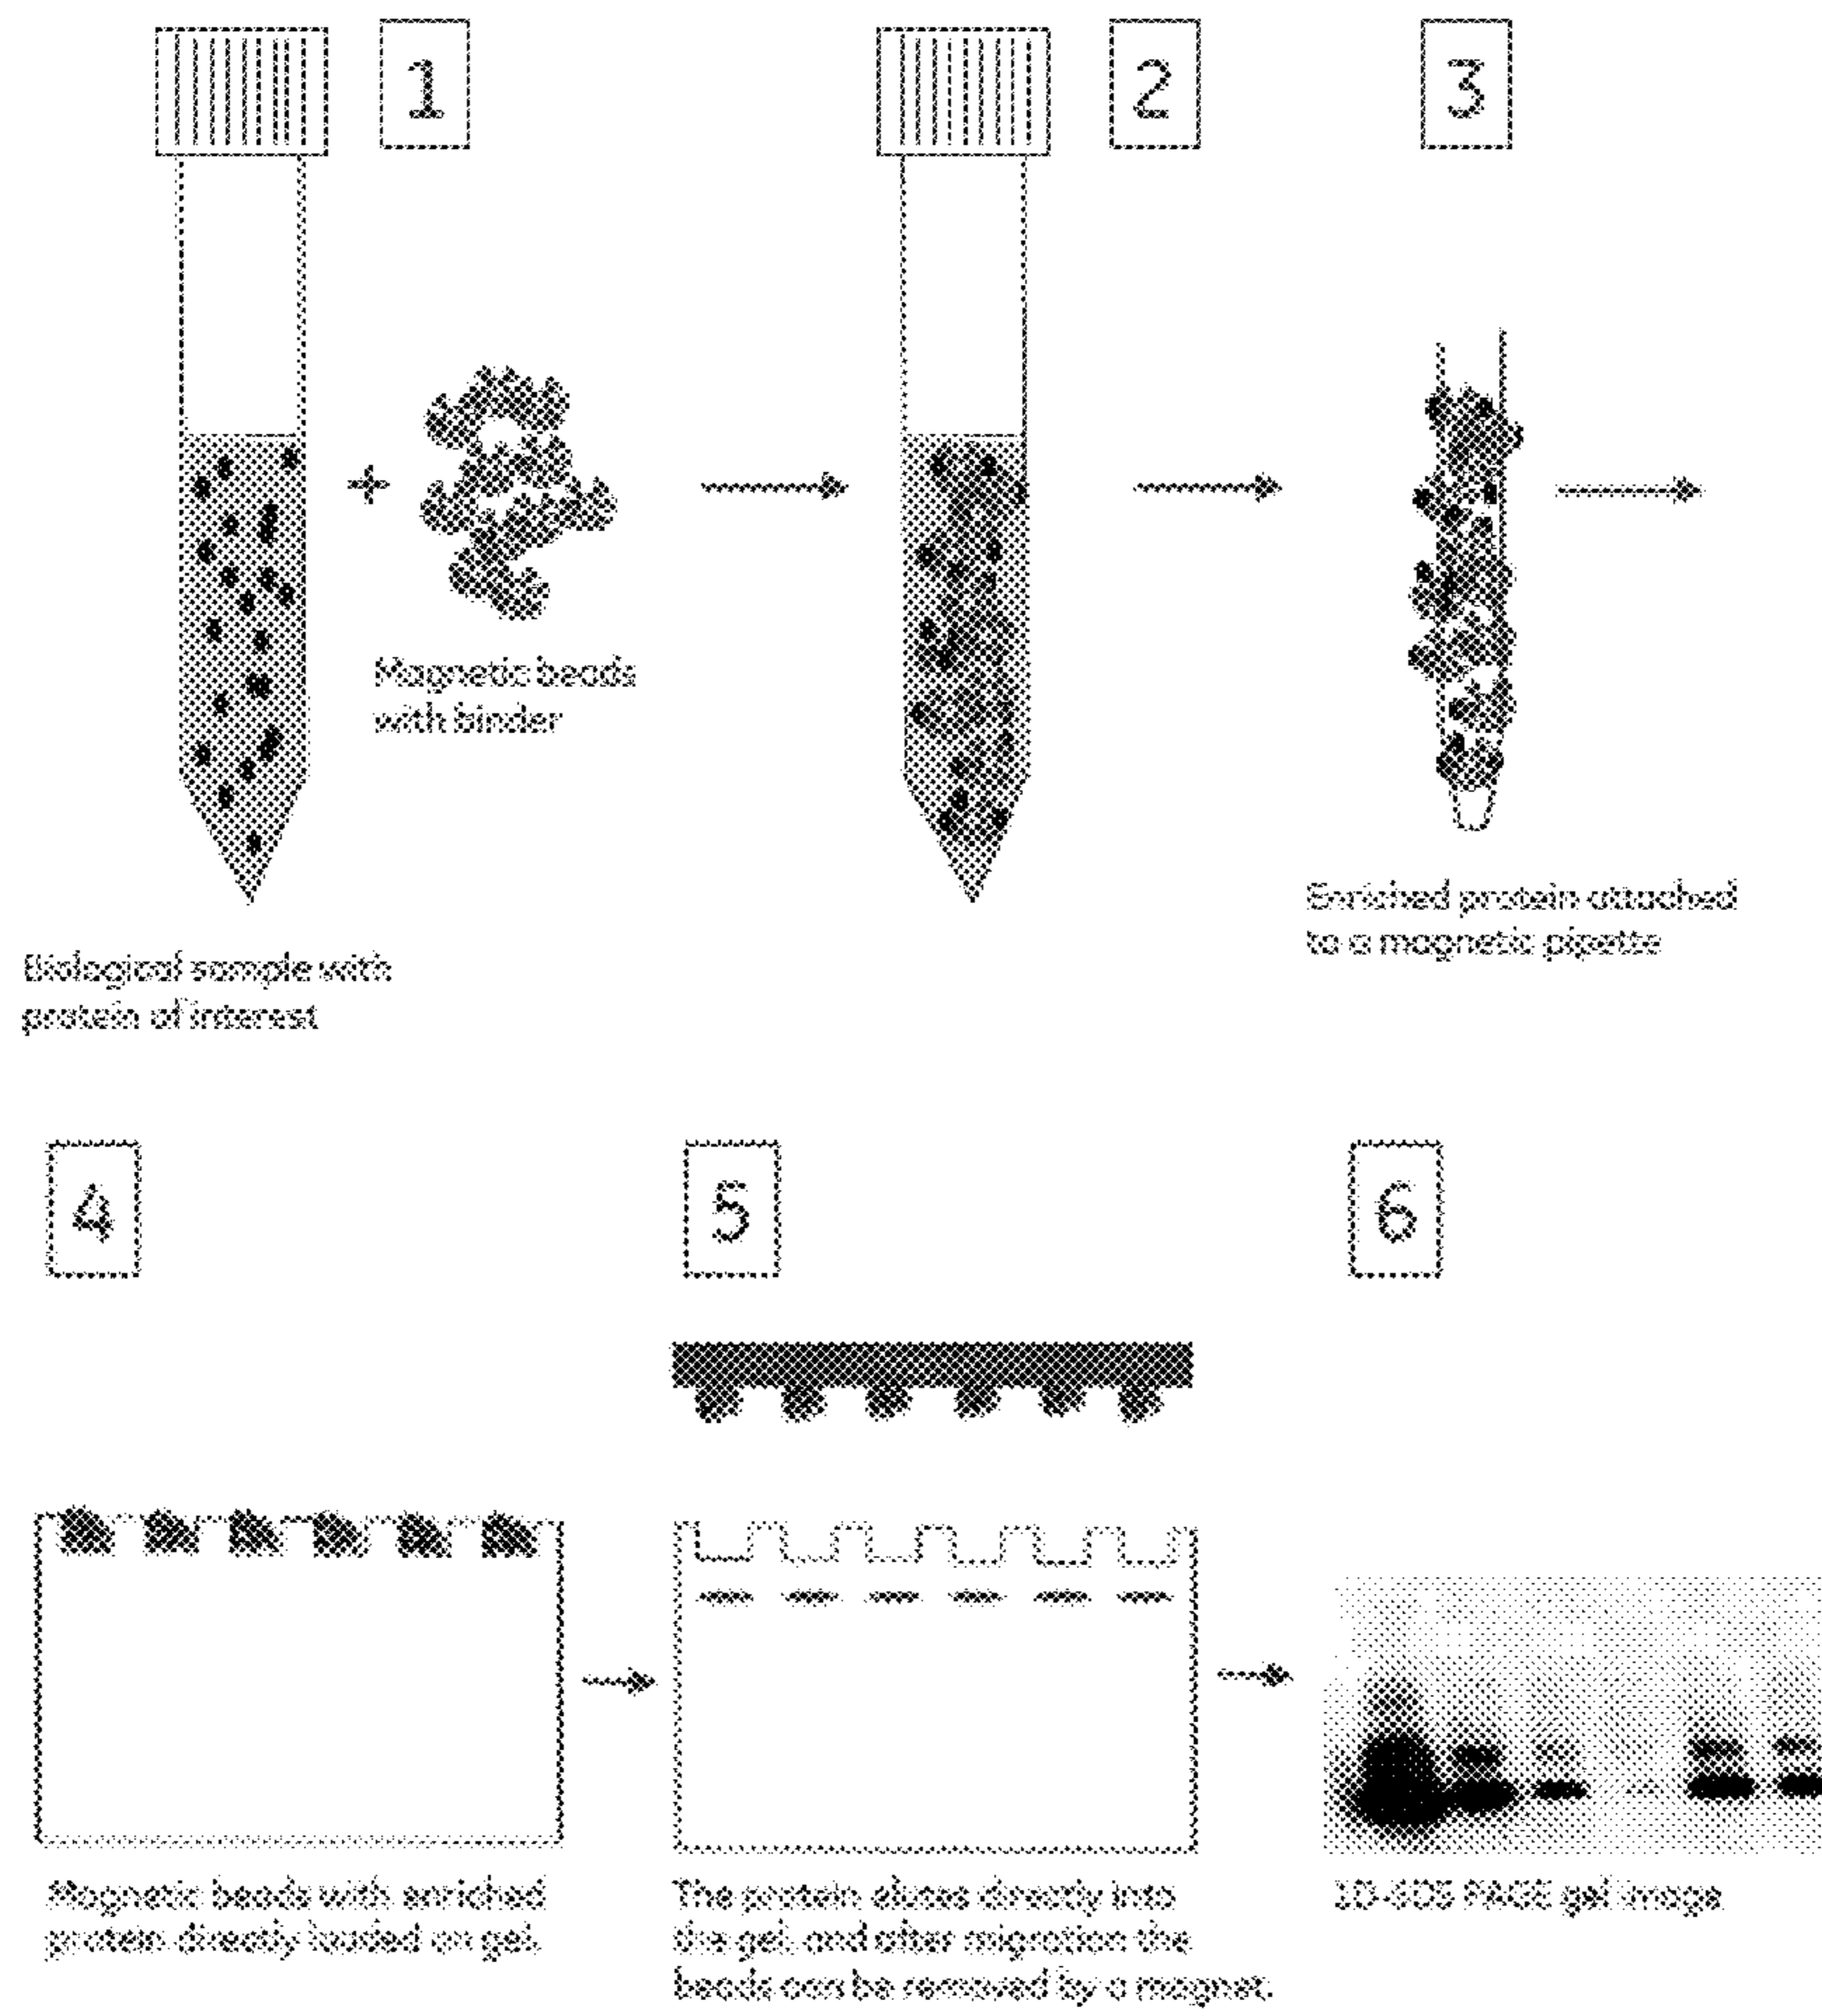 1
2
3
+
Magnetic beads
with binder
Enriched protein attached
to a magnetic pipette
Biological sample with
protein of interest
4
5
6
Magnetic beads with enriched
protein directly loaded on gel.
The protein elutes directly into
the gel, and after migration the
beads can be removed by a magnet.
1D-SDS PAGE gel image